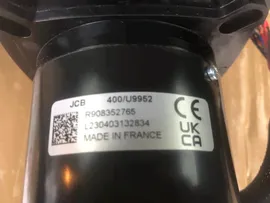 JCB 400/U9952
R908352765
L230403132834
MADE IN FRANCE
CE
UK
CA